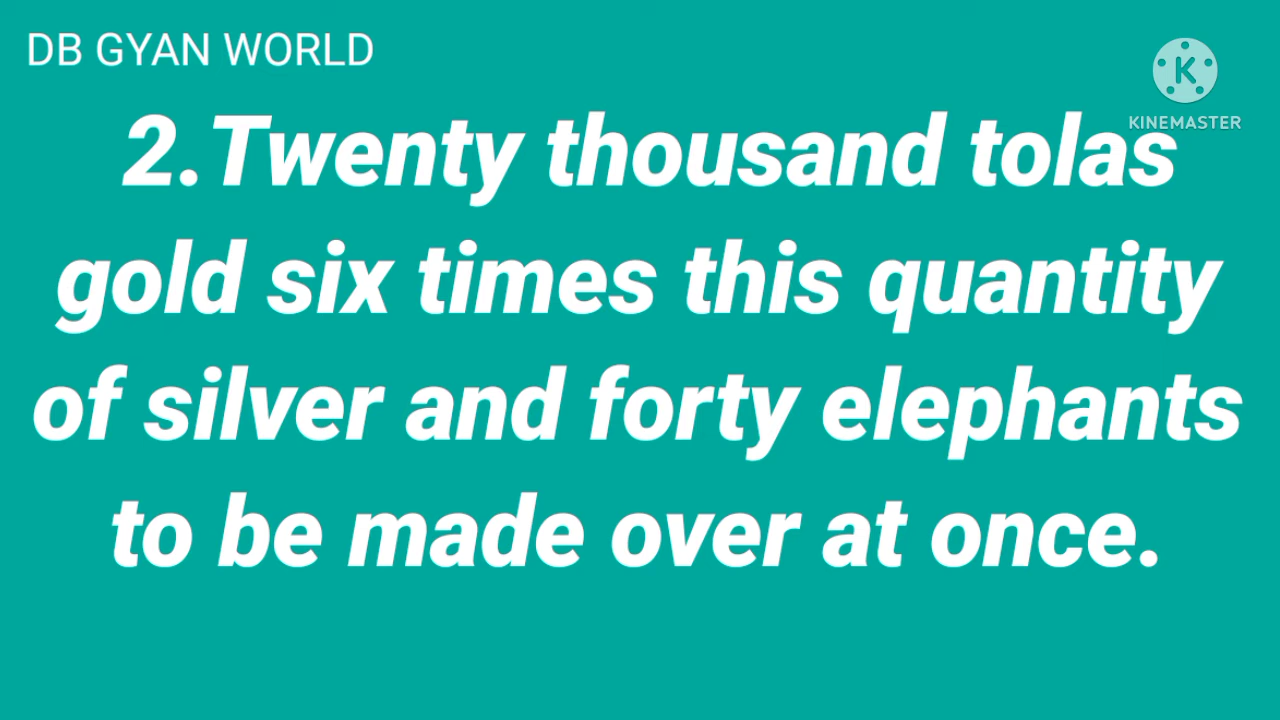 DB GYAN WORLD
KINEMASTER
2.Twenty thousand tolas
gold six times this quantity
of silver and forty elephants
to be made over at once.